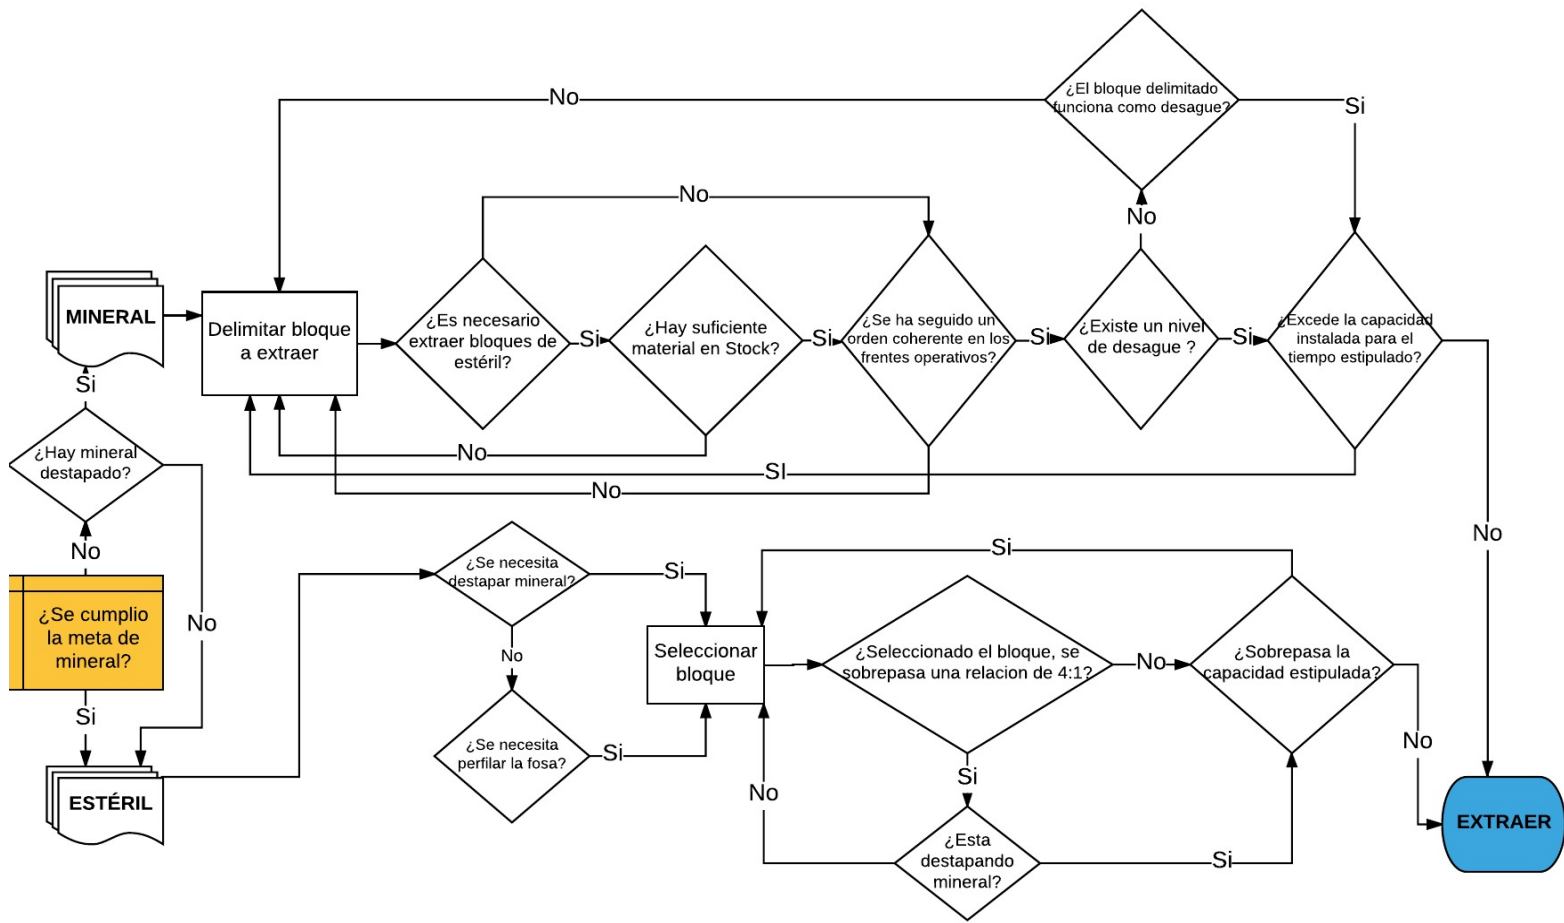 ¿El bloque delimitado
funciona como desague?
No
Si
No
No
MINERAL
Delimitar bloque
a extraer
¿Es necesario
extraer bloques de
estéril?
Si
¿Hay suficiente
material en Stock?
Si
¿Se ha seguido un
orden coherente en los
frentes operativos?
Si
¿Existe un nivel
de desague ?
Si
¿Excede la capacidad
instalada para el
tiempo estipulado?
Si
¿Hay mineral
destapado?
No
SI
No
No
No
Si
¿Se necesita
destapar mineral?
Si
¿Se cumplio
la meta de
mineral?
No
No
Seleccionar
bloque
¿Seleccionado el bloque, se
sobrepasa una relacion de 4:1?
No
¿Sobrepasa la
capacidad estipulada?
Si
¿Se necesita
perfilar la fosa?
Si
No
Si
No
ESTÉRIL
¿Esta
destapando
mineral?
Si
EXTRAER